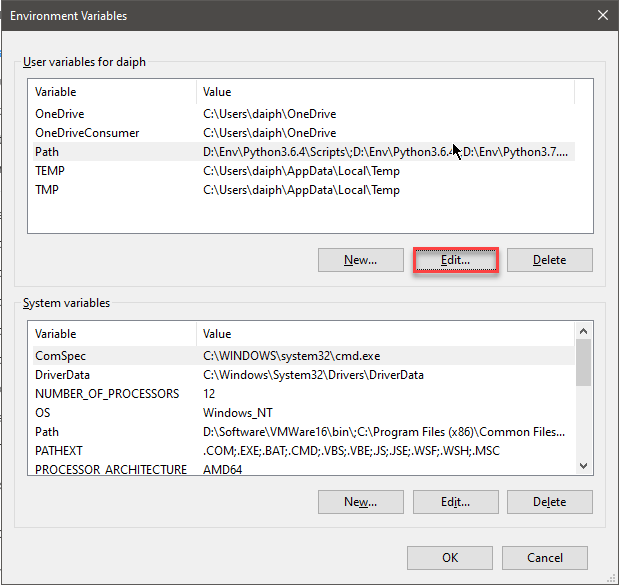 Environment Variables
User variables for daiph
Variable Value
OneDrive C:\Users\daiph\OneDrive
OneDriveConsumer C:\Users\daiph\OneDrive
Path D:\Env\Python3.6.4\Scripts\;D:\Env\Python3.6.4\;D:\Env\Python3.7....
TEMP C:\Users\daiph\AppData\Local\Temp
TMP C:\Users\daiph\AppData\Local\Temp
New... Edit... Delete
System variables
Variable Value
ComSpec C:\WINDOWS\system32\cmd.exe
DriverData C:\Windows\System32\Drivers\DriverData
NUMBER_OF_PROCESSORS 12
OS Windows_NT
Path D:\Software\VMWare16\bin\;C:\Program Files (x86)\Common Files...
PATHEXT .COM;.EXE;.BAT;.CMD;.VBS;.VBE;.JS;.JSE;.WSF;.WSH;.MSC
PROCESSOR_ARCHITECTURE AMD64
New... Edit... Delete
OK Cancel